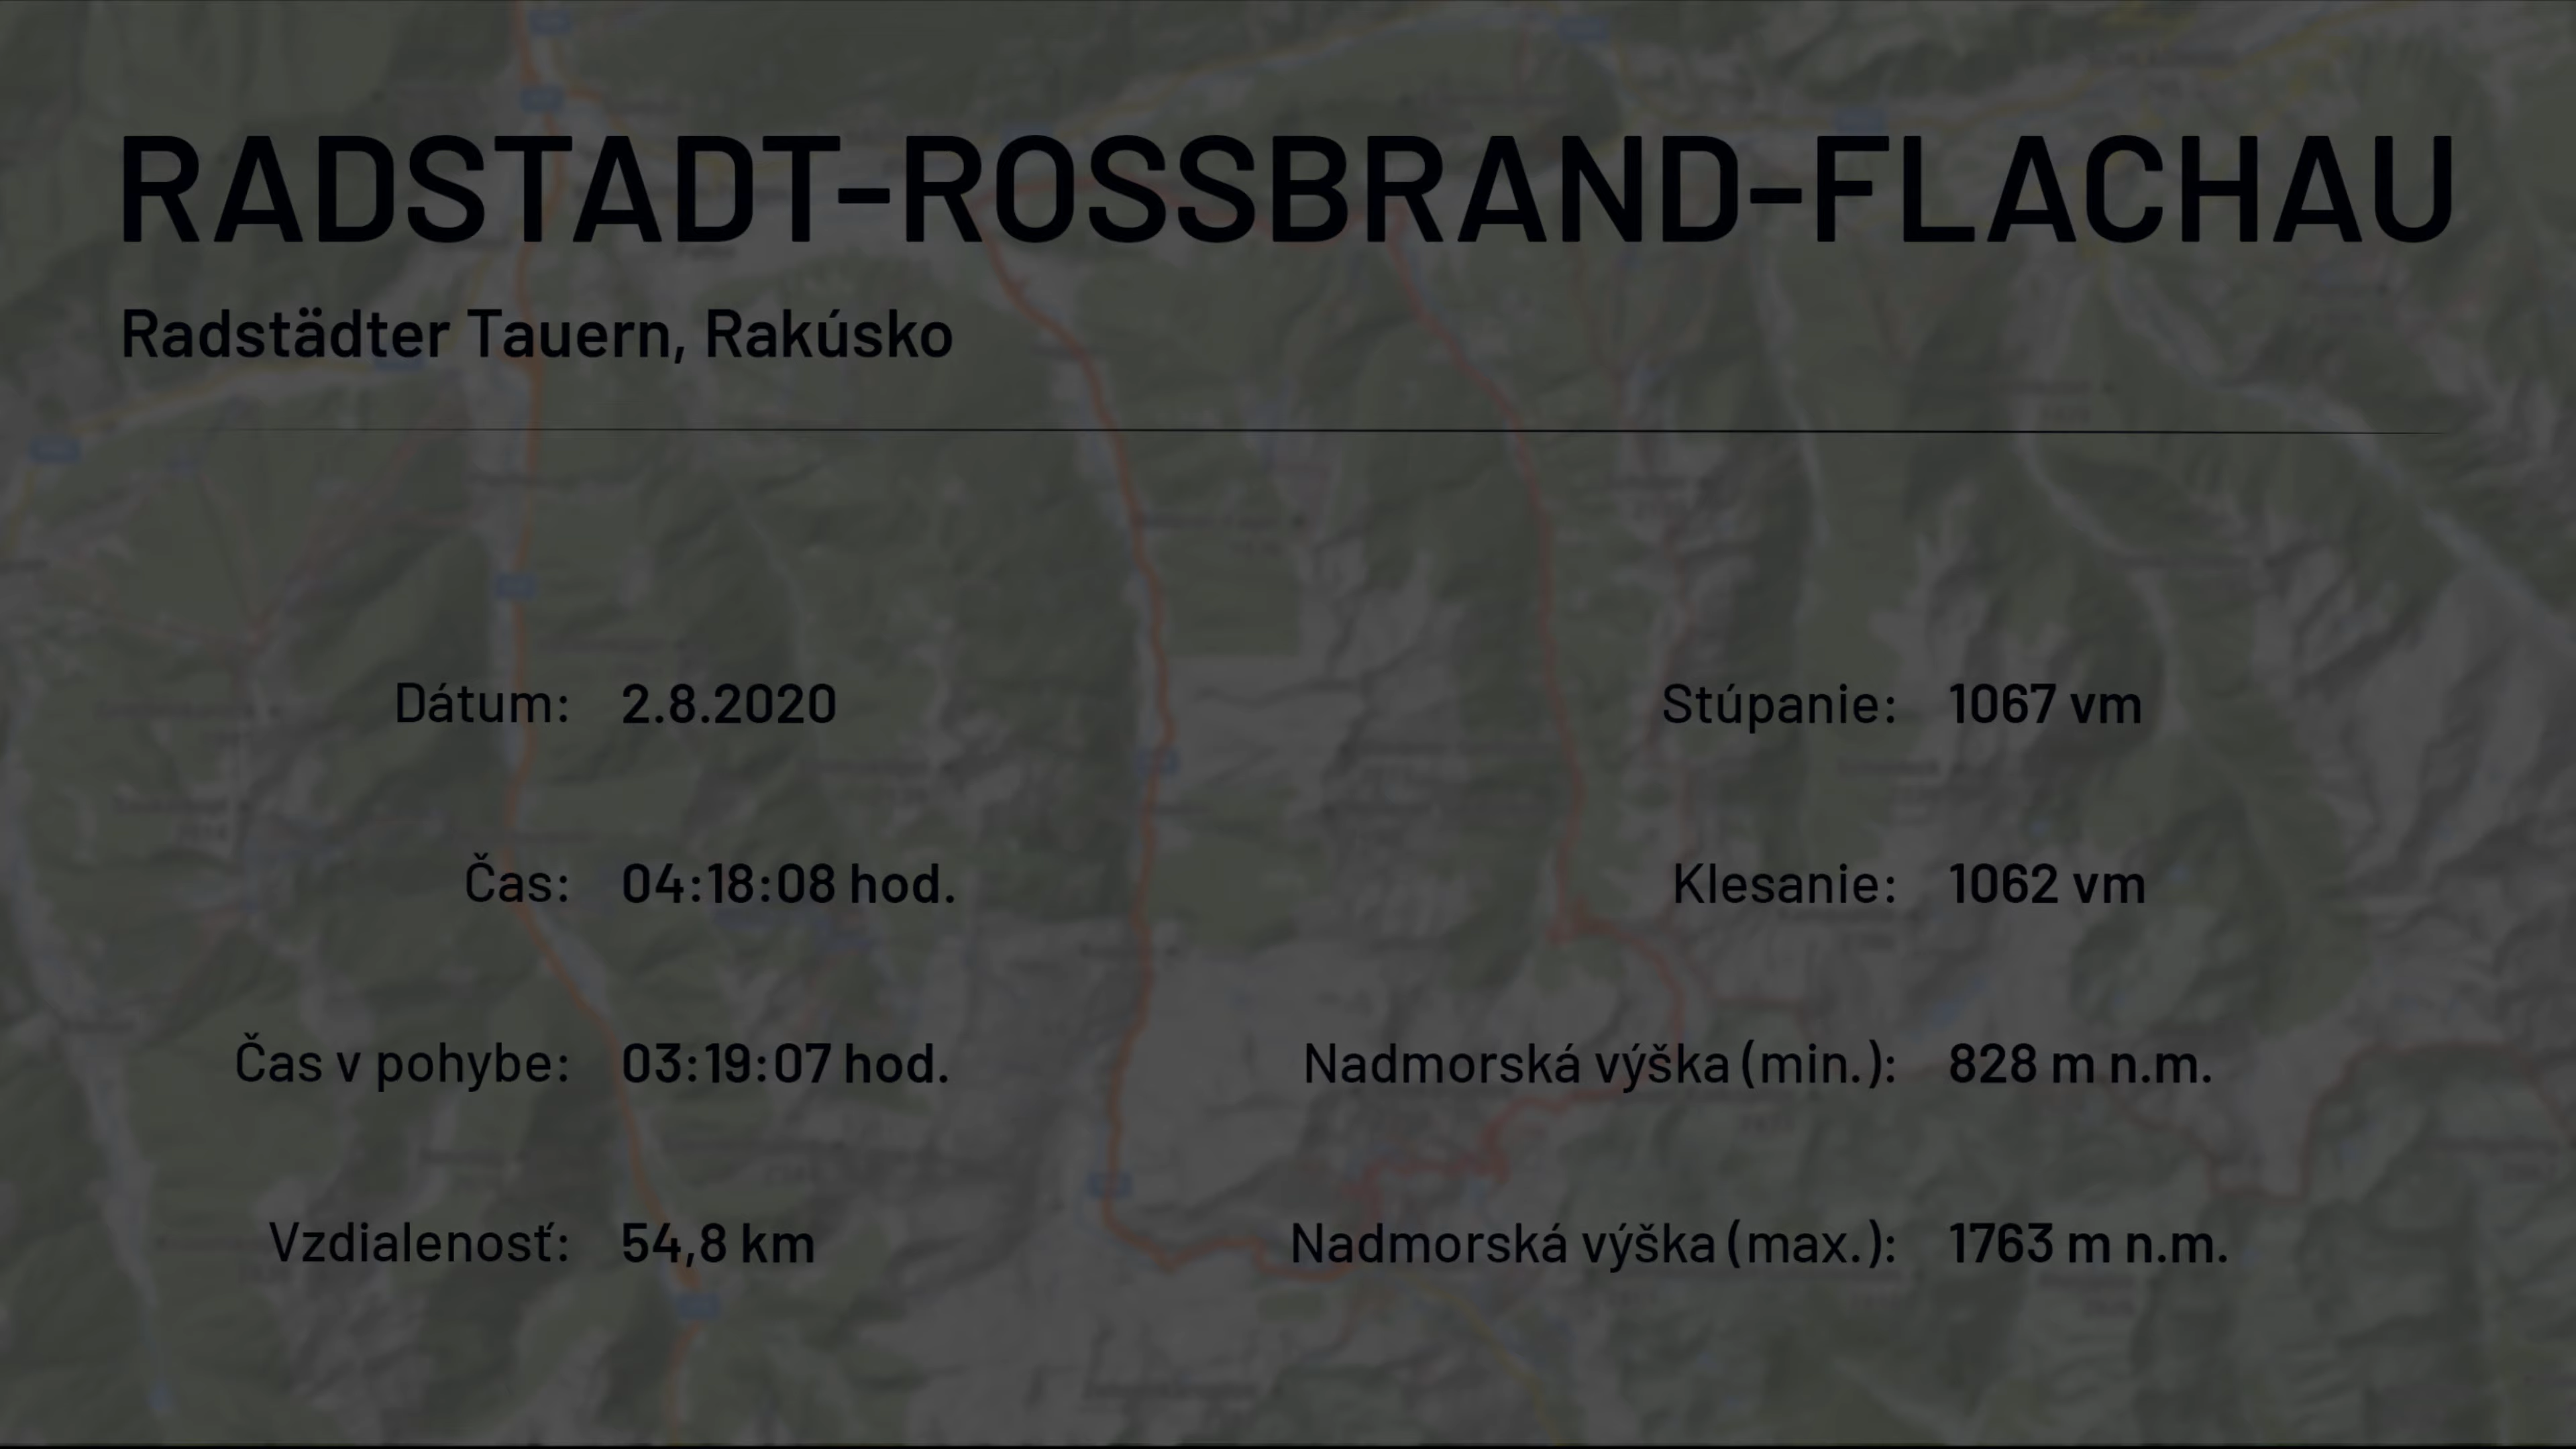 RADSTADT-ROSSBRAND-FLACHAU
Radstädter Tauern, Rakúsko
Dátum: 2.8.2020
Čas: 04:18:08 hod.
Čas v pohybe: 03:19:07 hod.
Vzdialenosť: 54,8 km
Stúpanie: 1067 vm
Klesanie: 1062 vm
Nadmorská výška (min.): 828 m n.m.
Nadmorská výška (max.): 1763 m n.m.